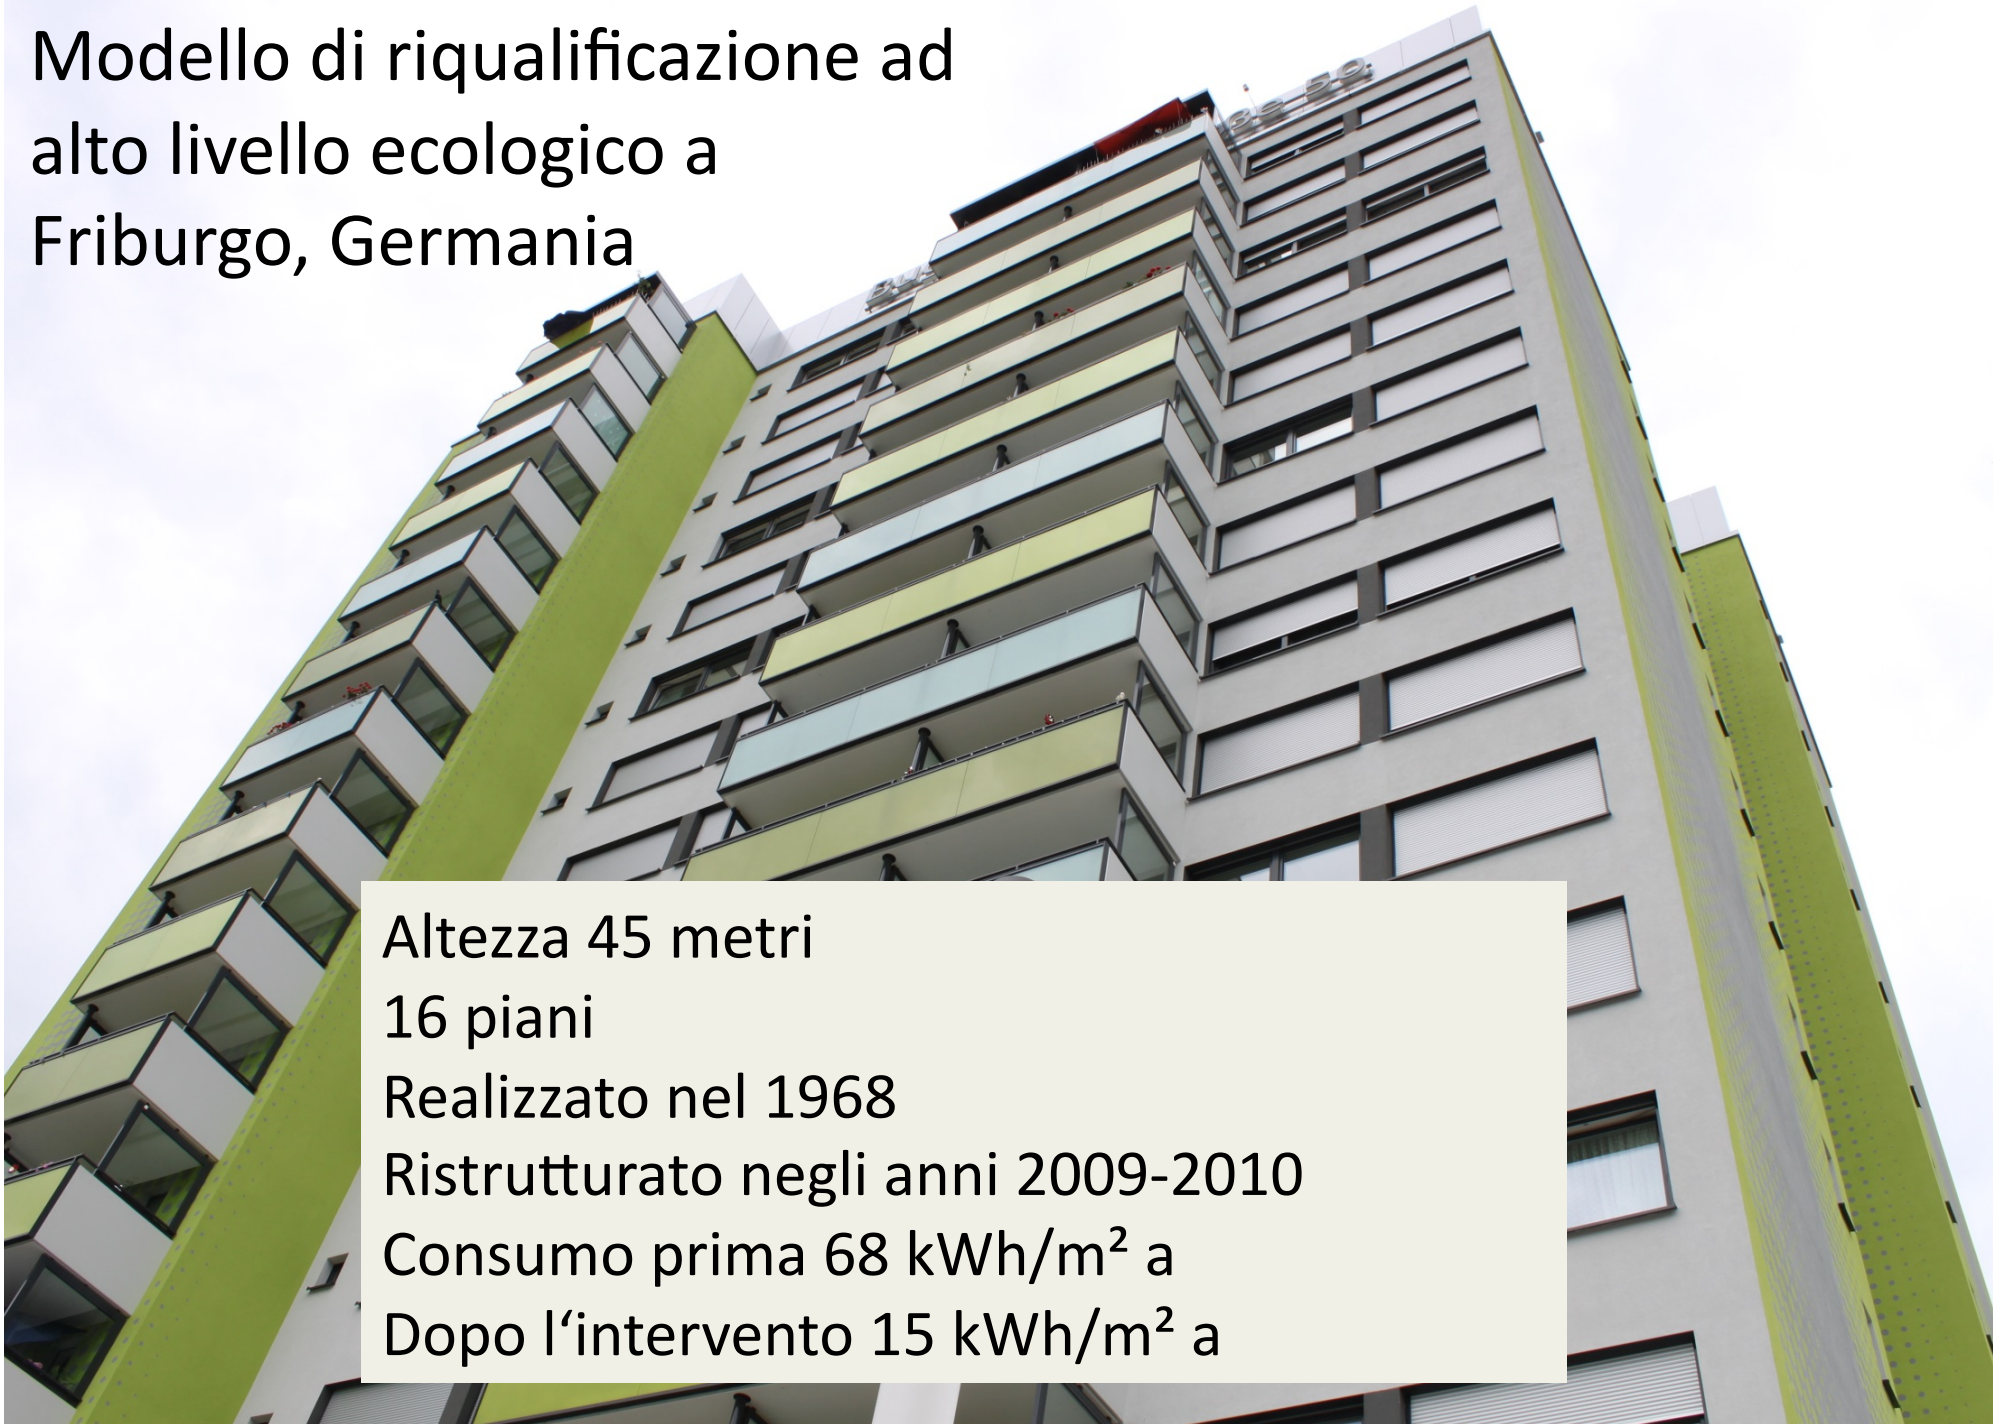 Modello di riqualificazione ad
alto livello ecologico a
Friburgo, Germania
50
Altezza 45 metri
16 piani
Realizzato nel 1968
Ristrutturato negli anni 2009-2010
Consumo prima 68 kWh/m² a
Dopo l‘intervento 15 kWh/m² a